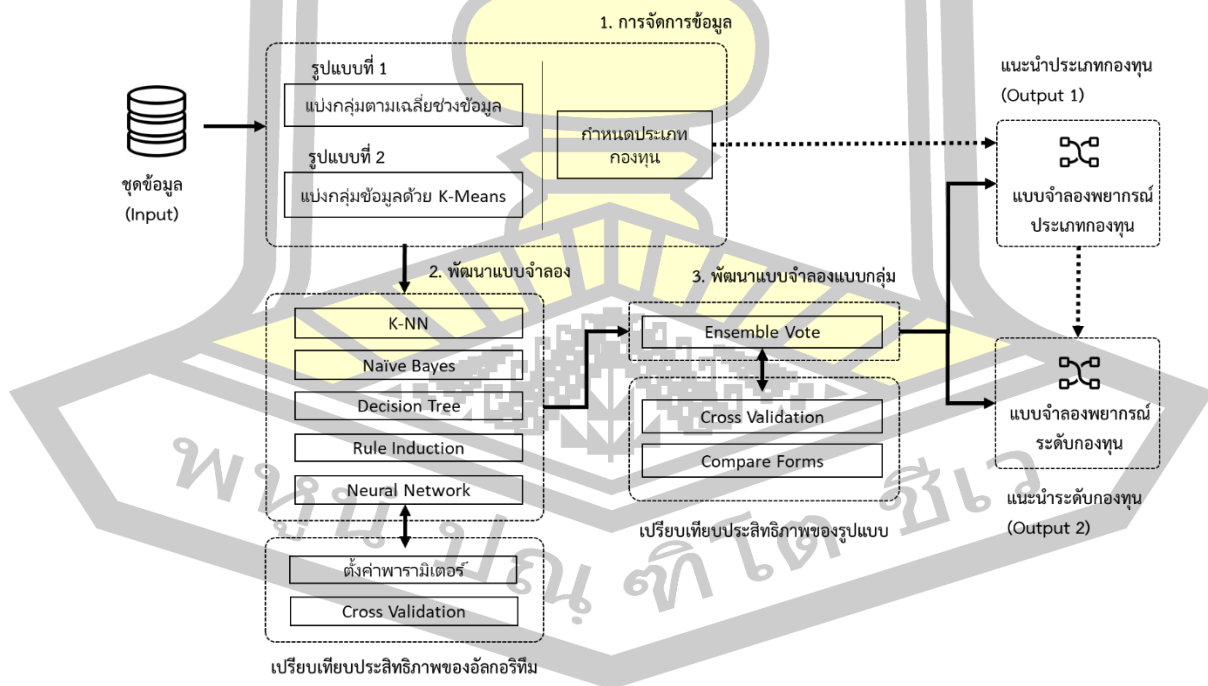 1. การจัดการข้อมูล
รูปแบบที่ 1
แบ่งกลุ่มตามเฉลี่ยช่วงข้อมูล
รูปแบบที่ 2
แบ่งกลุ่มข้อมูลด้วย K-Means
กำหนดประเภท
กองทุน
ชุดข้อมูล
(Input)
แนะนำประเภทกองทุน
(Output 1)
แบบจำลองพยากรณ์
ประเภทกองทุน
2. พัฒนาแบบจำลอง
K-NN
Naïve Bayes
Decision Tree
Rule Induction
Neural Network
ตั้งค่าพารามิเตอร์
Cross Validation
เปรียบเทียบประสิทธิภาพของอัลกอริทึม
3. พัฒนาแบบจำลองแบบกลุ่ม
Ensemble Vote
Cross Validation
Compare Forms
เปรียบเทียบประสิทธิภาพของรูปแบบ
แบบจำลองพยากรณ์
ระดับกองทุน
แนะนำระดับกองทุน
(Output 2)
พหุนํ ปณฺฑิโต ชีเว